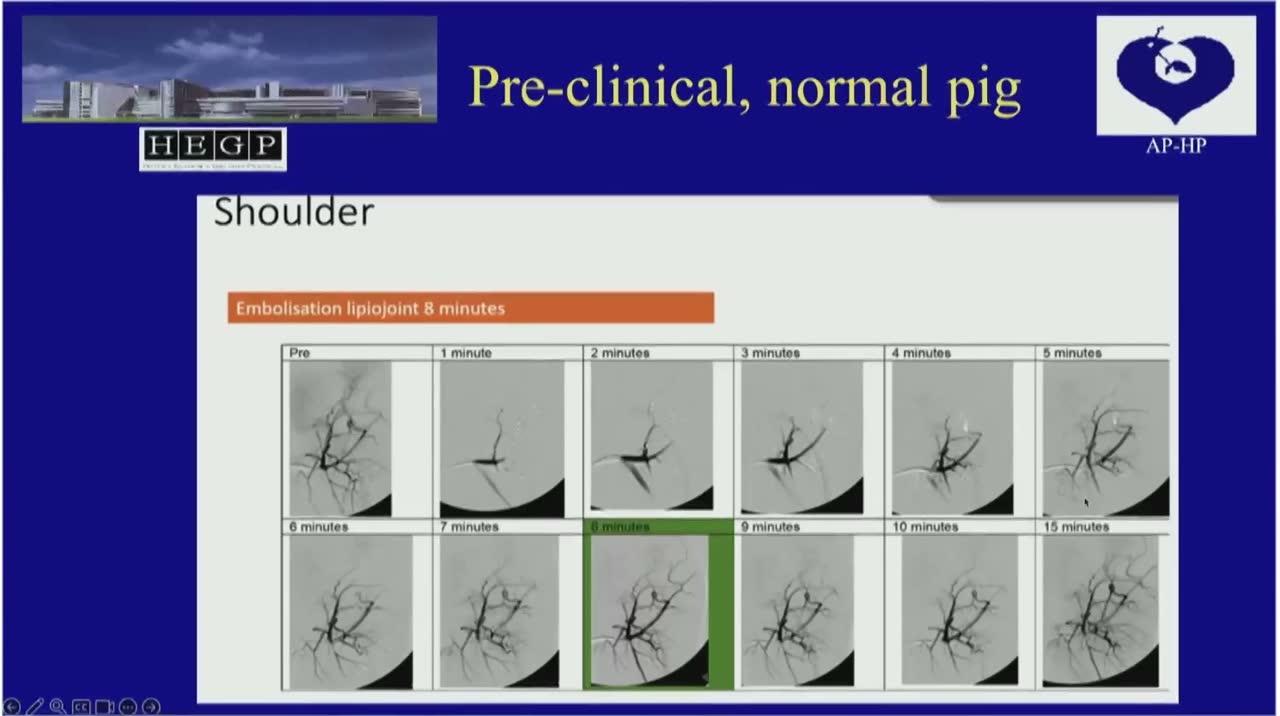 Pre-clinical, normal pig
HEGP
AP-HP
Shoulder
Embolisation lipiojoint 8 minutes
Pre
1 minute
2 minutes
3 minutes
4 minutes
5 minutes
6 minutes
7 minutes
8 minutes
9 minutes
10 minutes
15 minutes